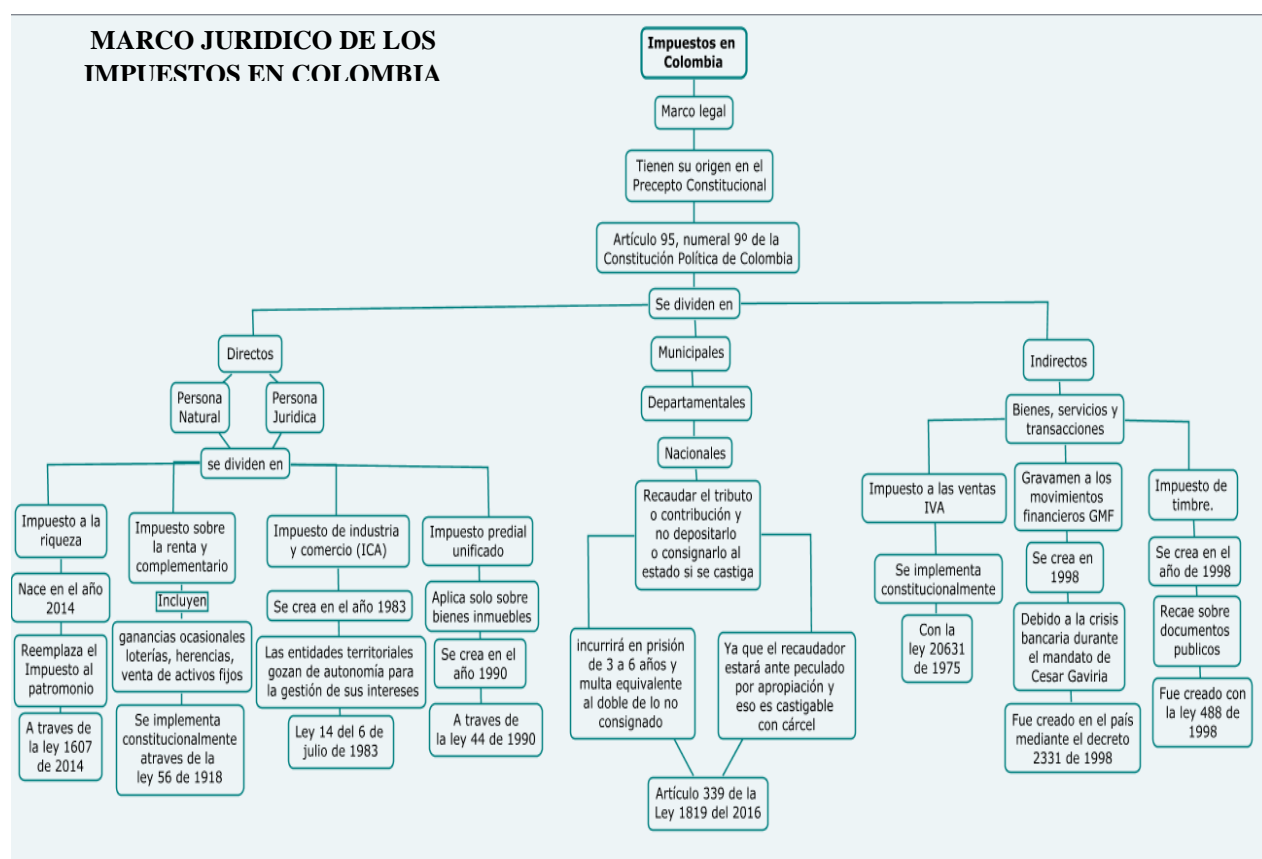 MARCO JURIDICO DE LOS
IMPUESTOS EN COLOMBIA
Impuestos en
Colombia
Marco legal
Tienen su origen en el
Precepto Constitucional
Artículo 95, numeral 9º de la
Constitución Política de Colombia
Se dividen en
Directos
Persona
Natural
Persona
Juridica
se dividen en
Impuesto a la
riqueza
Nace en el año
2014
Reemplaza el
Impuesto al
patromonio
A traves de
la ley 1607
de 2014
Impuesto sobre
la renta y
complementario
Incluyen
ganancias ocasionales
loterías, herencias,
venta de activos fijos
Se implementa
constitucionalmente
atraves de la
ley 56 de 1918
Impuesto de industria
y comercio (ICA)
Se crea en el año 1983
Las entidades territoriales
gozan de autonomía para
la gestión de sus intereses
Ley 14 del 6 de
julio de 1983
Impuesto predial
unificado
Aplica solo sobre
bienes inmuebles
Se crea en el
año 1990
A traves de
la ley 44 de 1990
Municipales
Departamentales
Nacionales
Recaudar el tributo
o contribución y
no depositarlo
o consignarlo al
estado si se castiga
incurrirá en prisión
de 3 a 6 años y
multa equivalente
al doble de lo no
consignado
Ya que el recaudador
estará ante peculado
por apropiación y
eso es castigable
con cárcel
Artículo 339 de la
Ley 1819 del 2016
Indirectos
Bienes, servicios y
transacciones
Impuesto a las ventas
IVA
Se implementa
constitucionalmente
Con la
ley 20631
de 1975
Gravamen a los
movimientos
financieros GMF
Se crea en
1998
Debido a la crisis
bancaria durante
el mandato de
Cesar Gaviria
Fue creado en el país
mediante el decreto
2331 de 1998
Impuesto de
timbre.
Se crea en el
año de 1998
Recae sobre
documentos
publicos
Fue creado con
la ley 488 de
1998